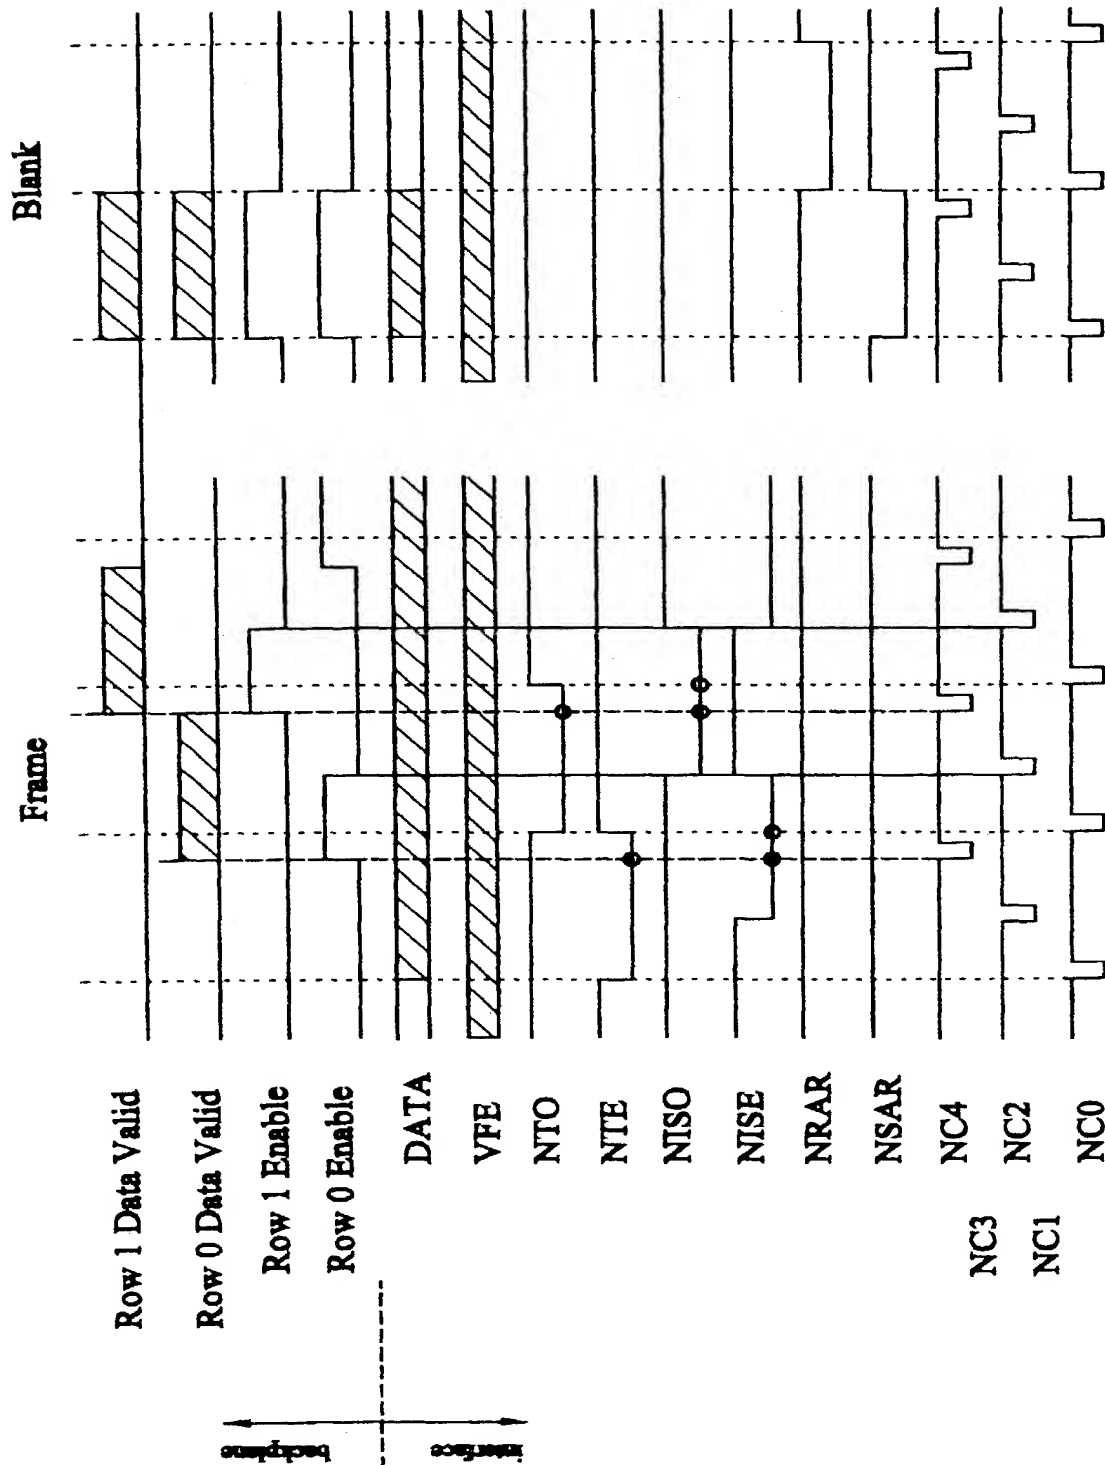 Frame
Blank
Row 1 Data Valid
Row 0 Data Valid
Row 1 Enable
Row 0 Enable
DATA
VFE
NTO
NTE
NISO
NISE
NRAR
NSAR
NC4
NC3
NC2
NC1
NC0
backplane
interface